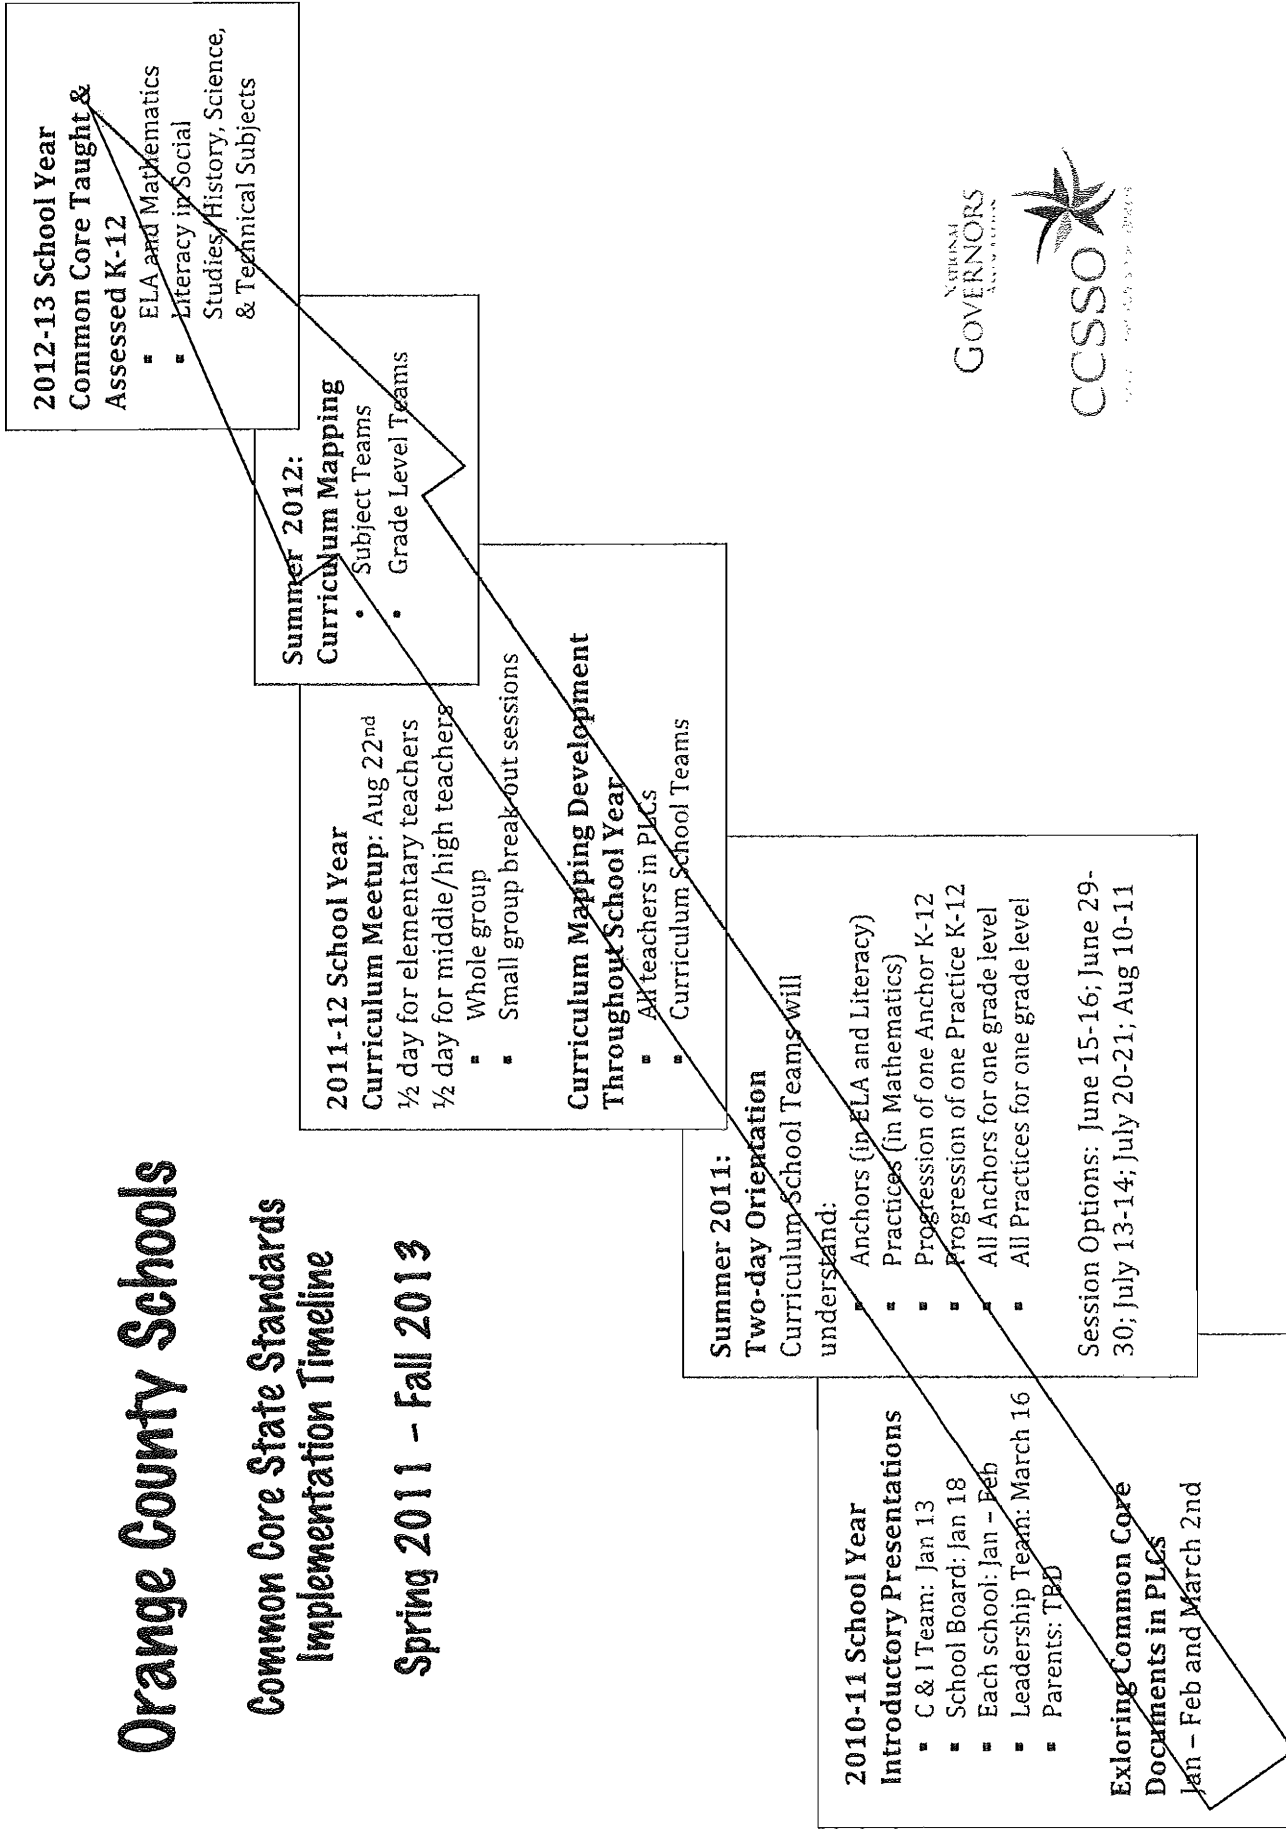 Orange County Schools
Common Core State Standards
Implementation Timeline
Spring 2011 – Fall 2013
2010-11 School Year
Introductory Presentations
▪ C & I Team: Jan 13
▪ School Board: Jan 18
▪ Each school: Jan – Feb
▪ Leadership Team: March 16
▪ Parents: TBD
Exloring Common Core
Documents in PLCs
Jan – Feb and March 2nd
Summer 2011:
Two-day Orientation
Curriculum School Teams will
understand:
▪ Anchors (in ELA and Literacy)
▪ Practices (in Mathematics)
▪ Progression of one Anchor K-12
▪ Progression of one Practice K-12
▪ All Anchors for one grade level
▪ All Practices for one grade level
Session Options: June 15-16; June 29-
30; July 13-14; July 20-21; Aug 10-11
2011-12 School Year
Curriculum Meetup: Aug 22nd
½ day for elementary teachers
½ day for middle/high teachers
▪ Whole group
▪ Small group break-out sessions
Curriculum Mapping Development
Throughout School Year
▪ All teachers in PLCs
▪ Curriculum School Teams
Summer 2012:
Curriculum Mapping
• Subject Teams
▪ Grade Level Teams
2012-13 School Year
Common Core Taught &
Assessed K-12
▪ ELA and Mathematics
▪ Literacy in Social
Studies/History, Science,
& Technical Subjects
NATIONAL
GOVERNORS
CCSSO